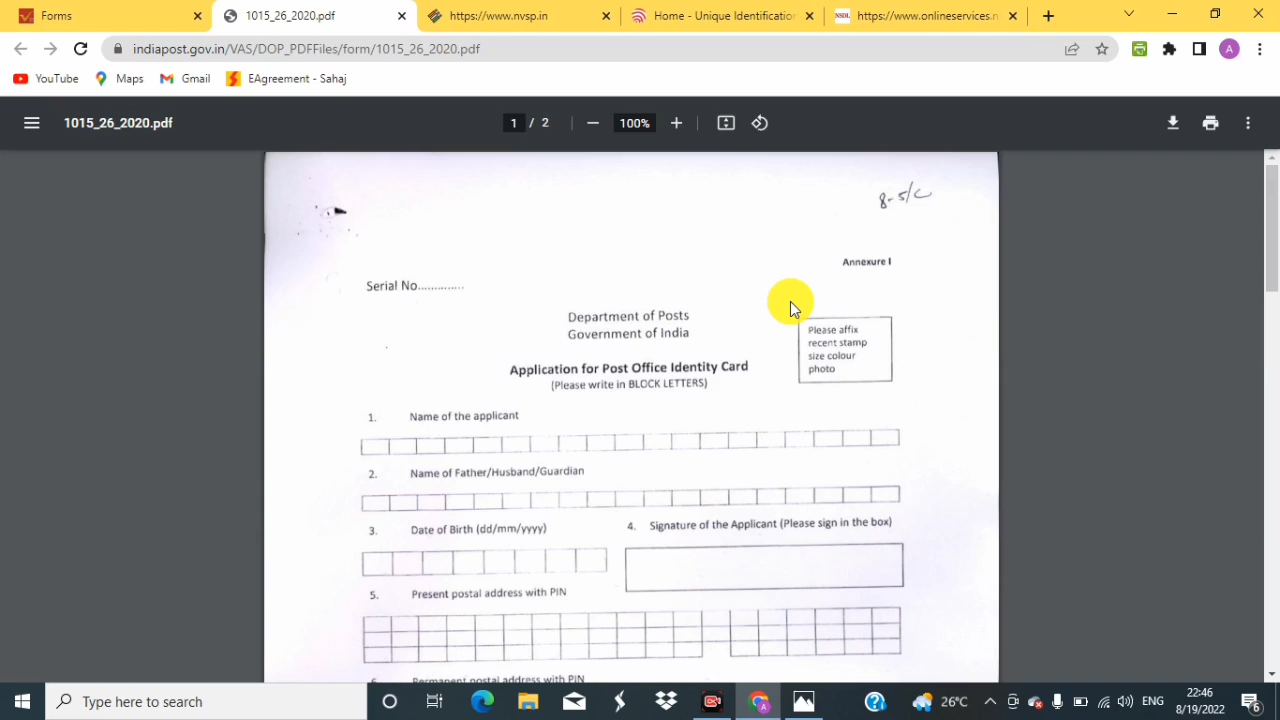 Forms
1015_26_2020.pdf
https://www.nvsp.in
Home - Unique Identification
https://www.onlineservices.n
indiapost.gov.in/VAS/DOP_PDFFiles/form/1015_26_2020.pdf
A
YouTube
Maps
Gmail
EAgreement - Sahaj
1015_26_2020.pdf
1 / 2
100%
8-5/C
Annexure I
Serial No.............
Department of Posts
Government of India
Please affix
recent stamp
size colour
photo
Application for Post Office Identity Card
(Please write in BLOCK LETTERS)
1. Name of the applicant
2. Name of Father/Husband/Guardian
3. Date of Birth (dd/mm/yyyy)
4. Signature of the Applicant (Please sign in the box)
5. Present postal address with PIN
6. Permanent postal address with PIN
Type here to search
26°C
ENG
22:46
8/19/2022
6